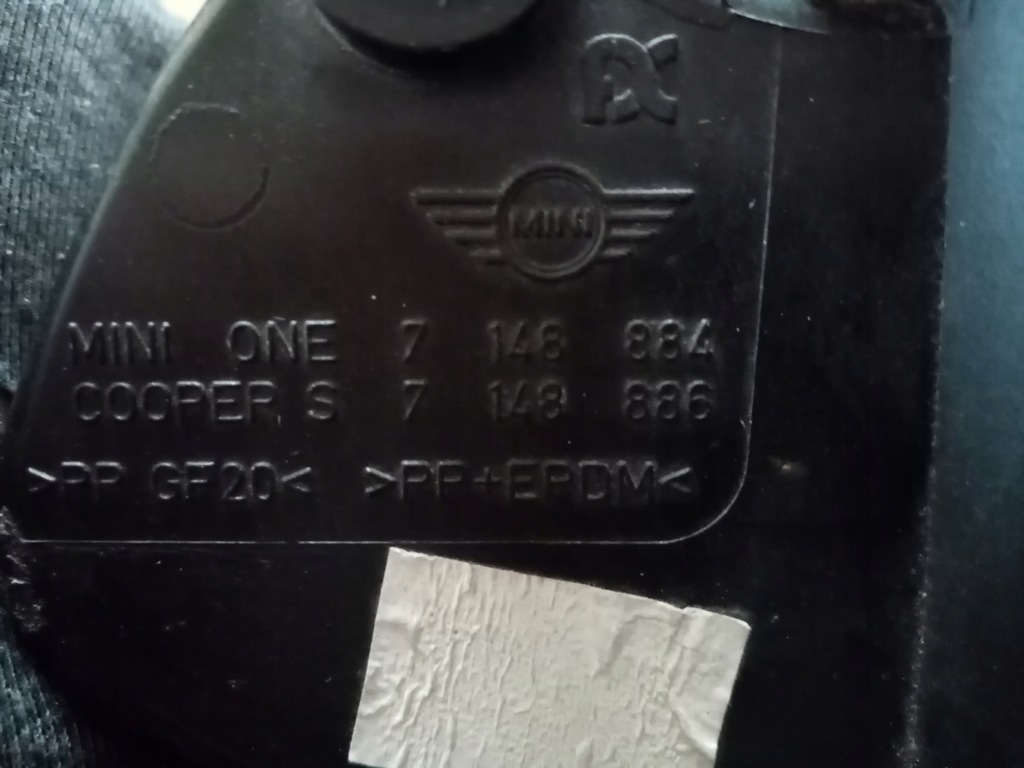 MINI
MINI ONE 7 148 884
COOPER S 7 148 886
>PP GF20< >PP+EPDM<